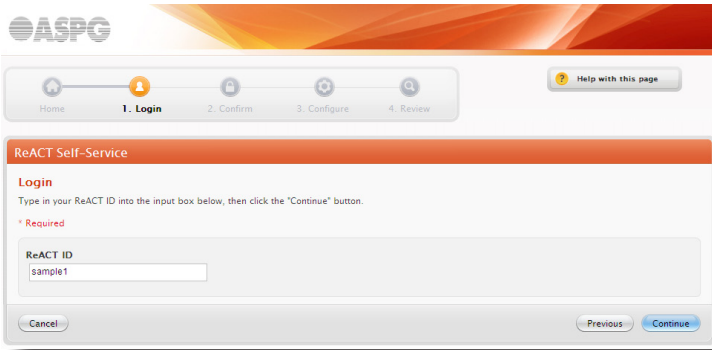 ASPG
Help with this page
Home 1. Login 2. Confirm 3. Configure 4. Review
ReACT Self-Service
Login
Type in your ReACT ID into the input box below, then click the "Continue" button.
* Required
ReACT ID
sample1
Cancel Previous Continue